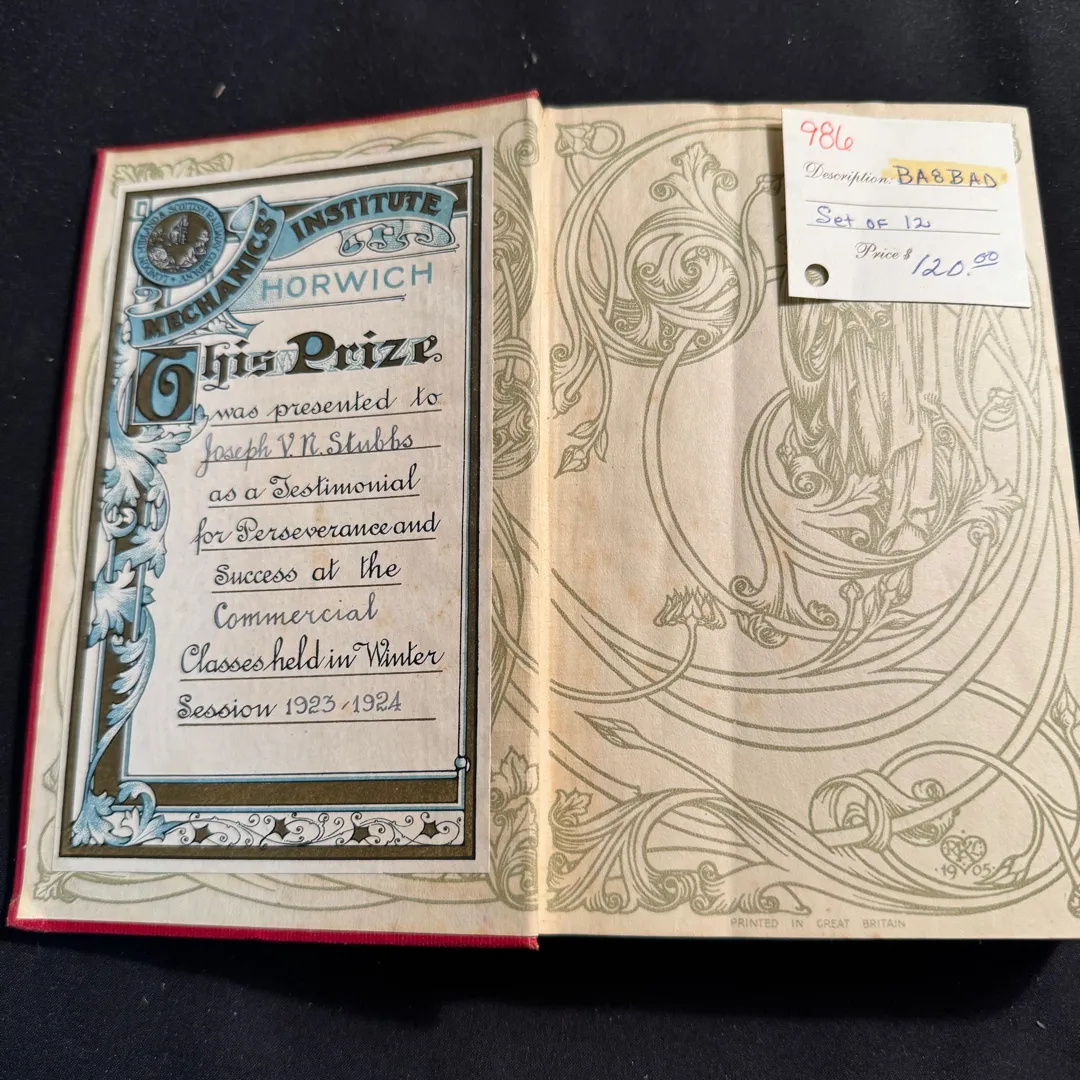 MECHANICS' INSTITUTE
HORWICH
This Prize
was presented to
Joseph V. N. Stubbs
as a Testimonial
for Perseverance and
Success at the
Commercial
Classes held in Winter
Session 1923-1924
986
Description: BA8BAD
Set of 12
Price $ 120.00
1905
PRINTED IN GREAT BRITAIN